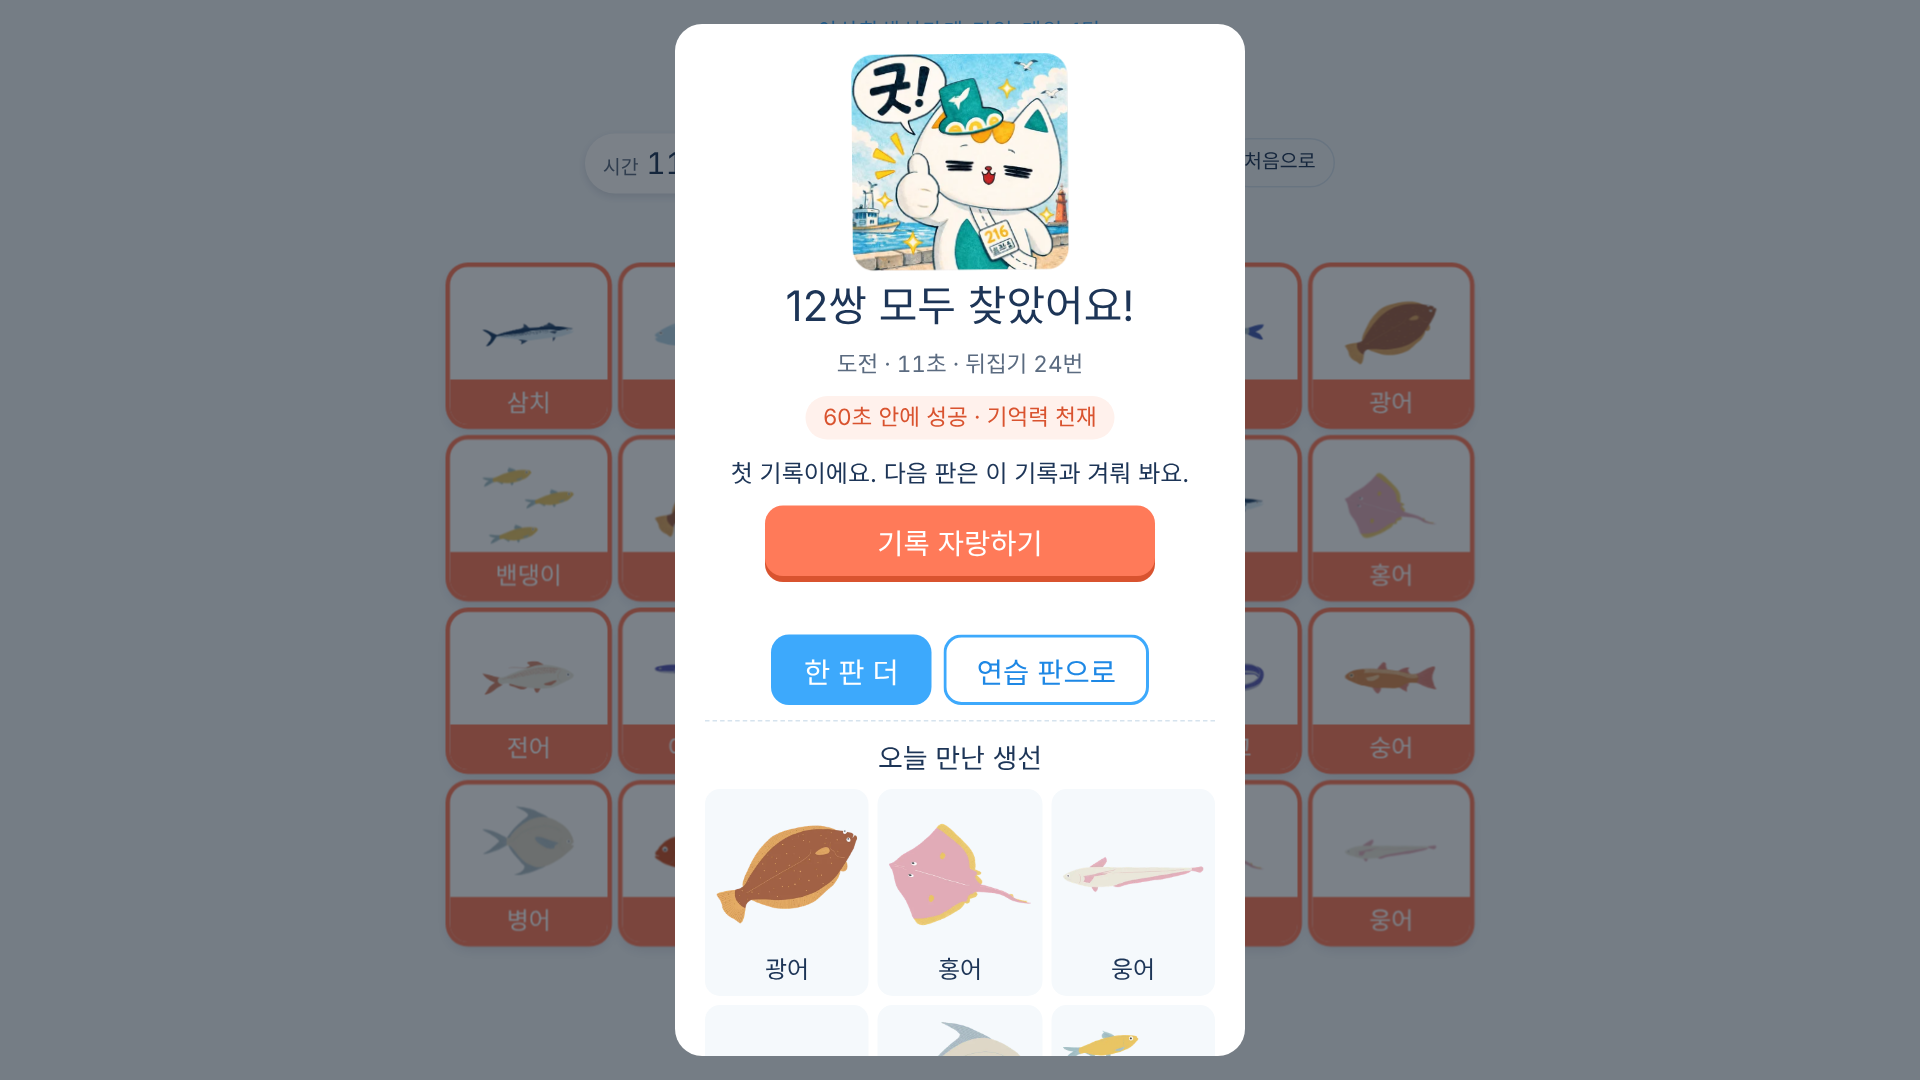 시간 11
처음으로
굿!
216
12쌍 모두 찾았어요!
도전 · 11초 · 뒤집기 24번
60초 안에 성공 · 기억력 천재
첫 기록이에요. 다음 판은 이 기록과 겨뤄 봐요.
기록 자랑하기
한 판 더
연습 판으로
오늘 만난 생선
광어
홍어
웅어
삼치
광어
밴댕이
홍어
전어
숭어
병어
웅어